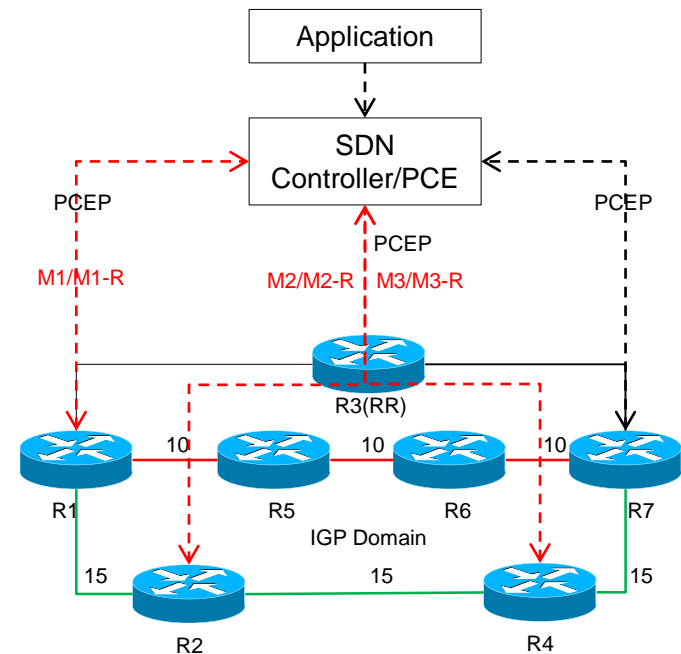 Application
SDN
Controller/PCE
PCEP
PCEP
PCEP
M1/M1-R
M2/M2-R
M3/M3-R
R3(RR)
10
10
10
R1
R5
R6
R7
IGP Domain
15
15
15
R2
R4